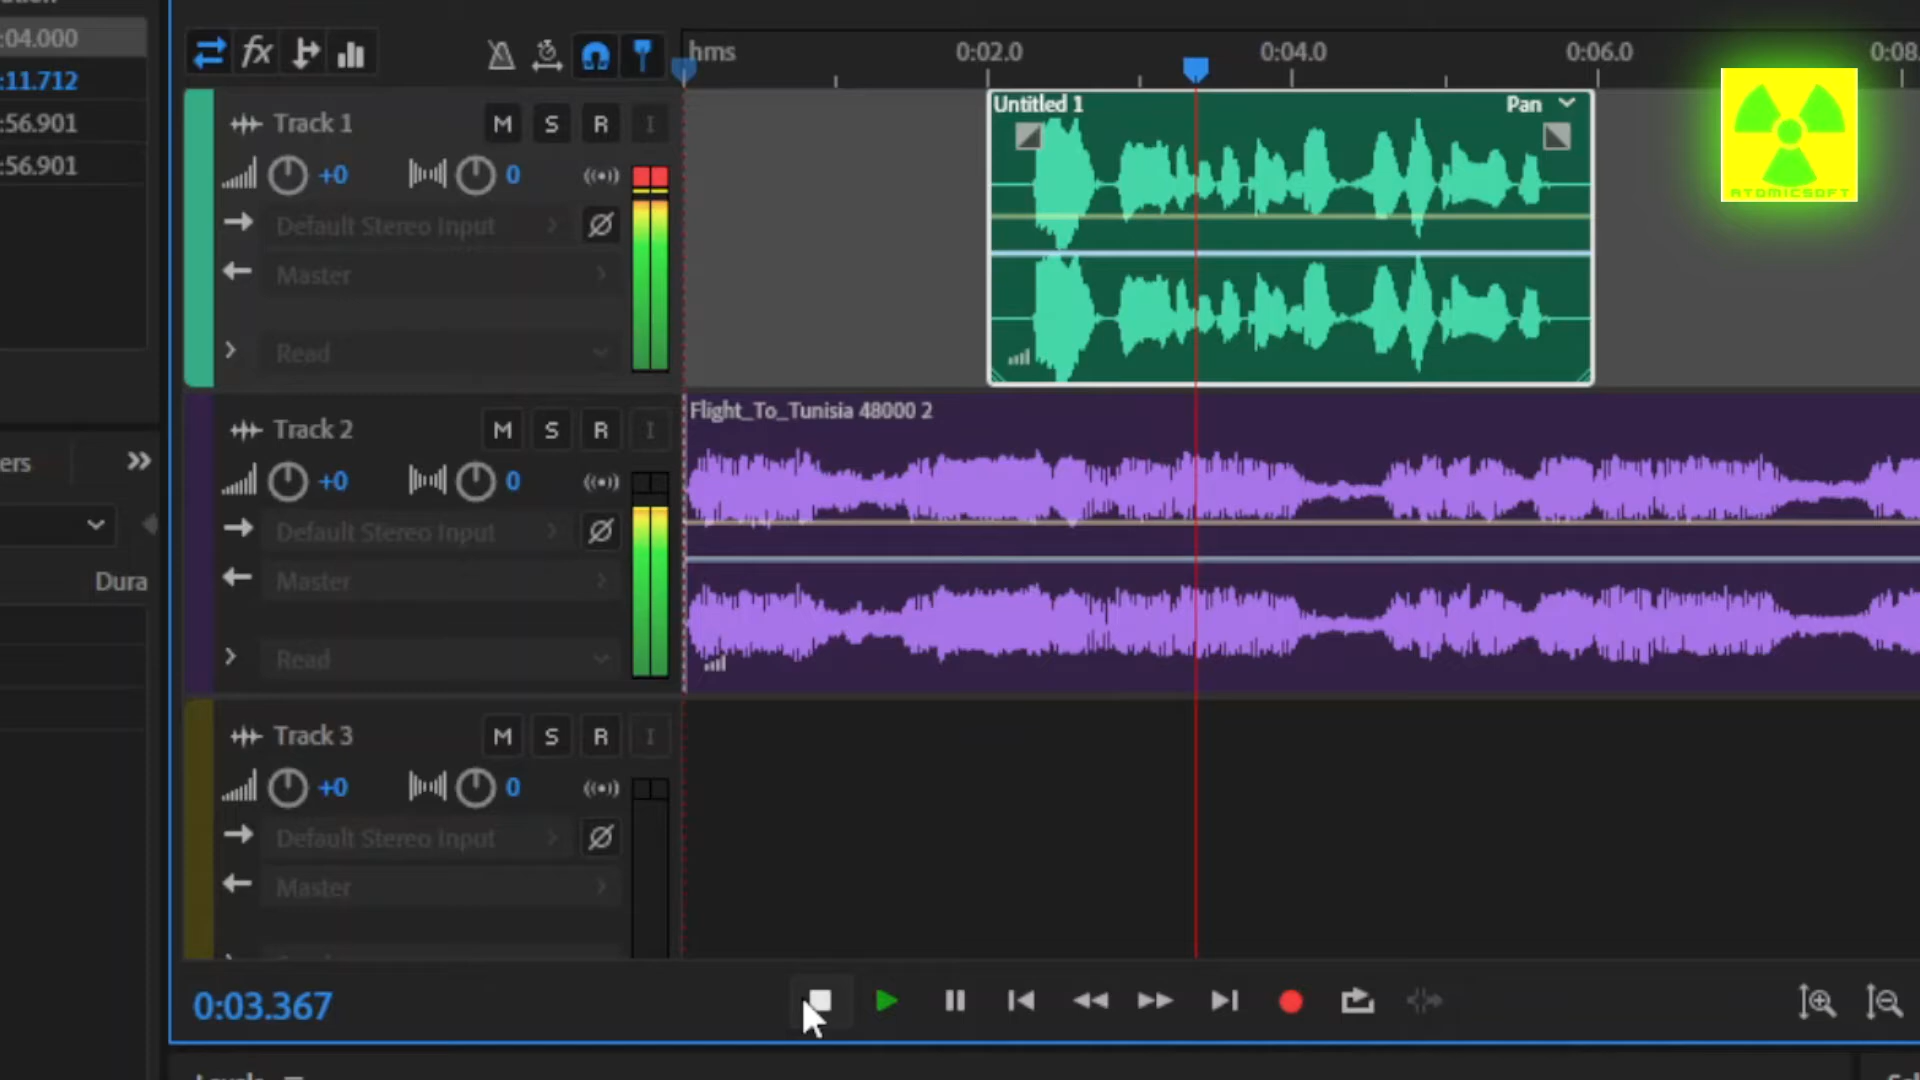 :04.000
:11.712
:56.901
:56.901
ers
Dura
fx
hms
0:02.0
0:04.0
0:06.0
0:08.
Track 1
M
S
R
I
+0
0
Default Stereo Input
Master
Read
Untitled 1
Pan
ATOMICSOFT
Track 2
M
S
R
I
+0
0
Default Stereo Input
Master
Read
Flight_To_Tunisia 48000 2
Track 3
M
S
R
I
+0
0
Default Stereo Input
Master
0:03.367
Levels